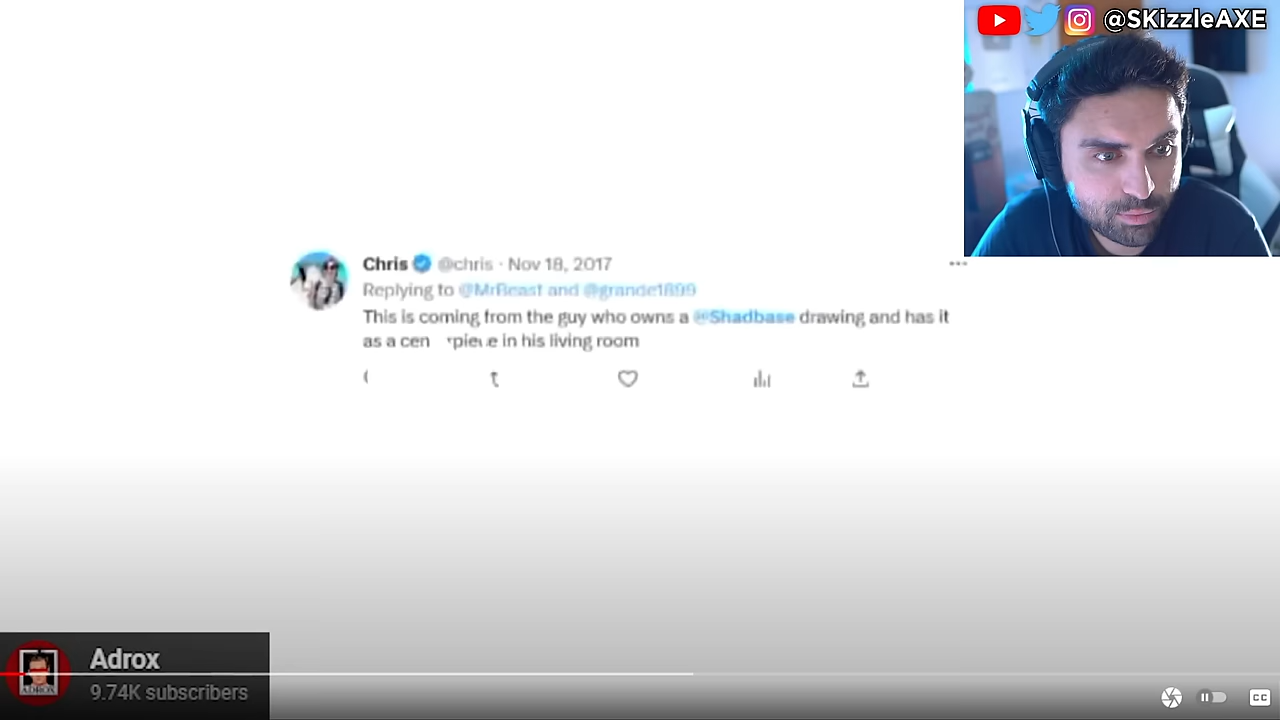 @SKizzleAXE
Chris @chris · Nov 18, 2017
Replying to @MrBeast and @grande1899
This is coming from the guy who owns a @Shadbase drawing and has it
as a cen piece in his living room
Adrox
9.74K subscribers
CC